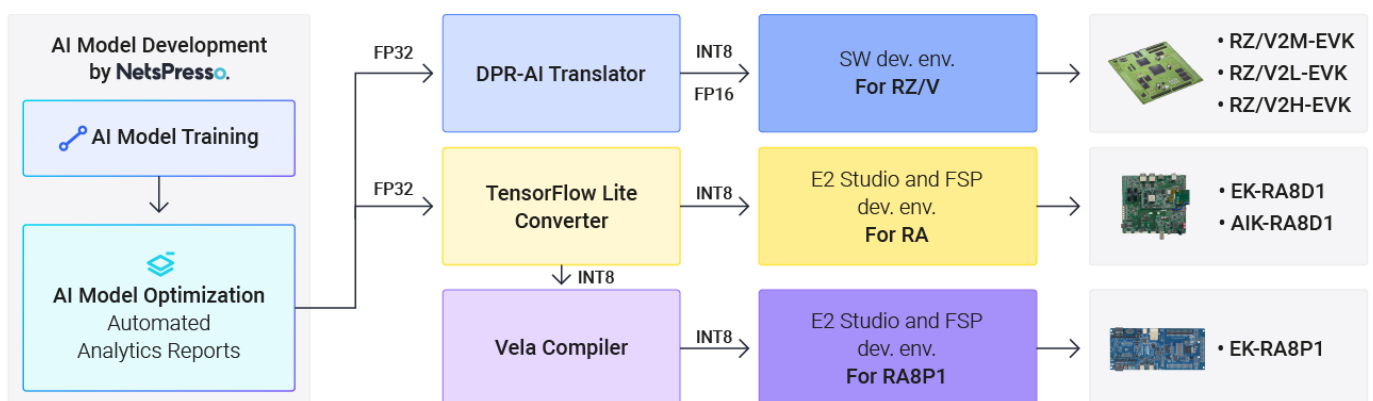 AI Model Development
by NetsPresso.
AI Model Training
AI Model Optimization
Automated
Analytics Reports
FP32
DPR-AI Translator
INT8
FP16
SW dev. env.
For RZ/V
• RZ/V2M-EVK
• RZ/V2L-EVK
• RZ/V2H-EVK
FP32
TensorFlow Lite
Converter
INT8
E2 Studio and FSP
dev. env.
For RA
• EK-RA8D1
• AIK-RA8D1
INT8
Vela Compiler
INT8
E2 Studio and FSP
dev. env.
For RA8P1
• EK-RA8P1